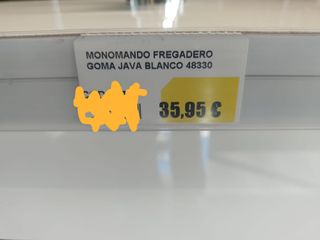 MONOMANDO FREGADERO
GOMA JAVA BLANCO 48330
35,95 €